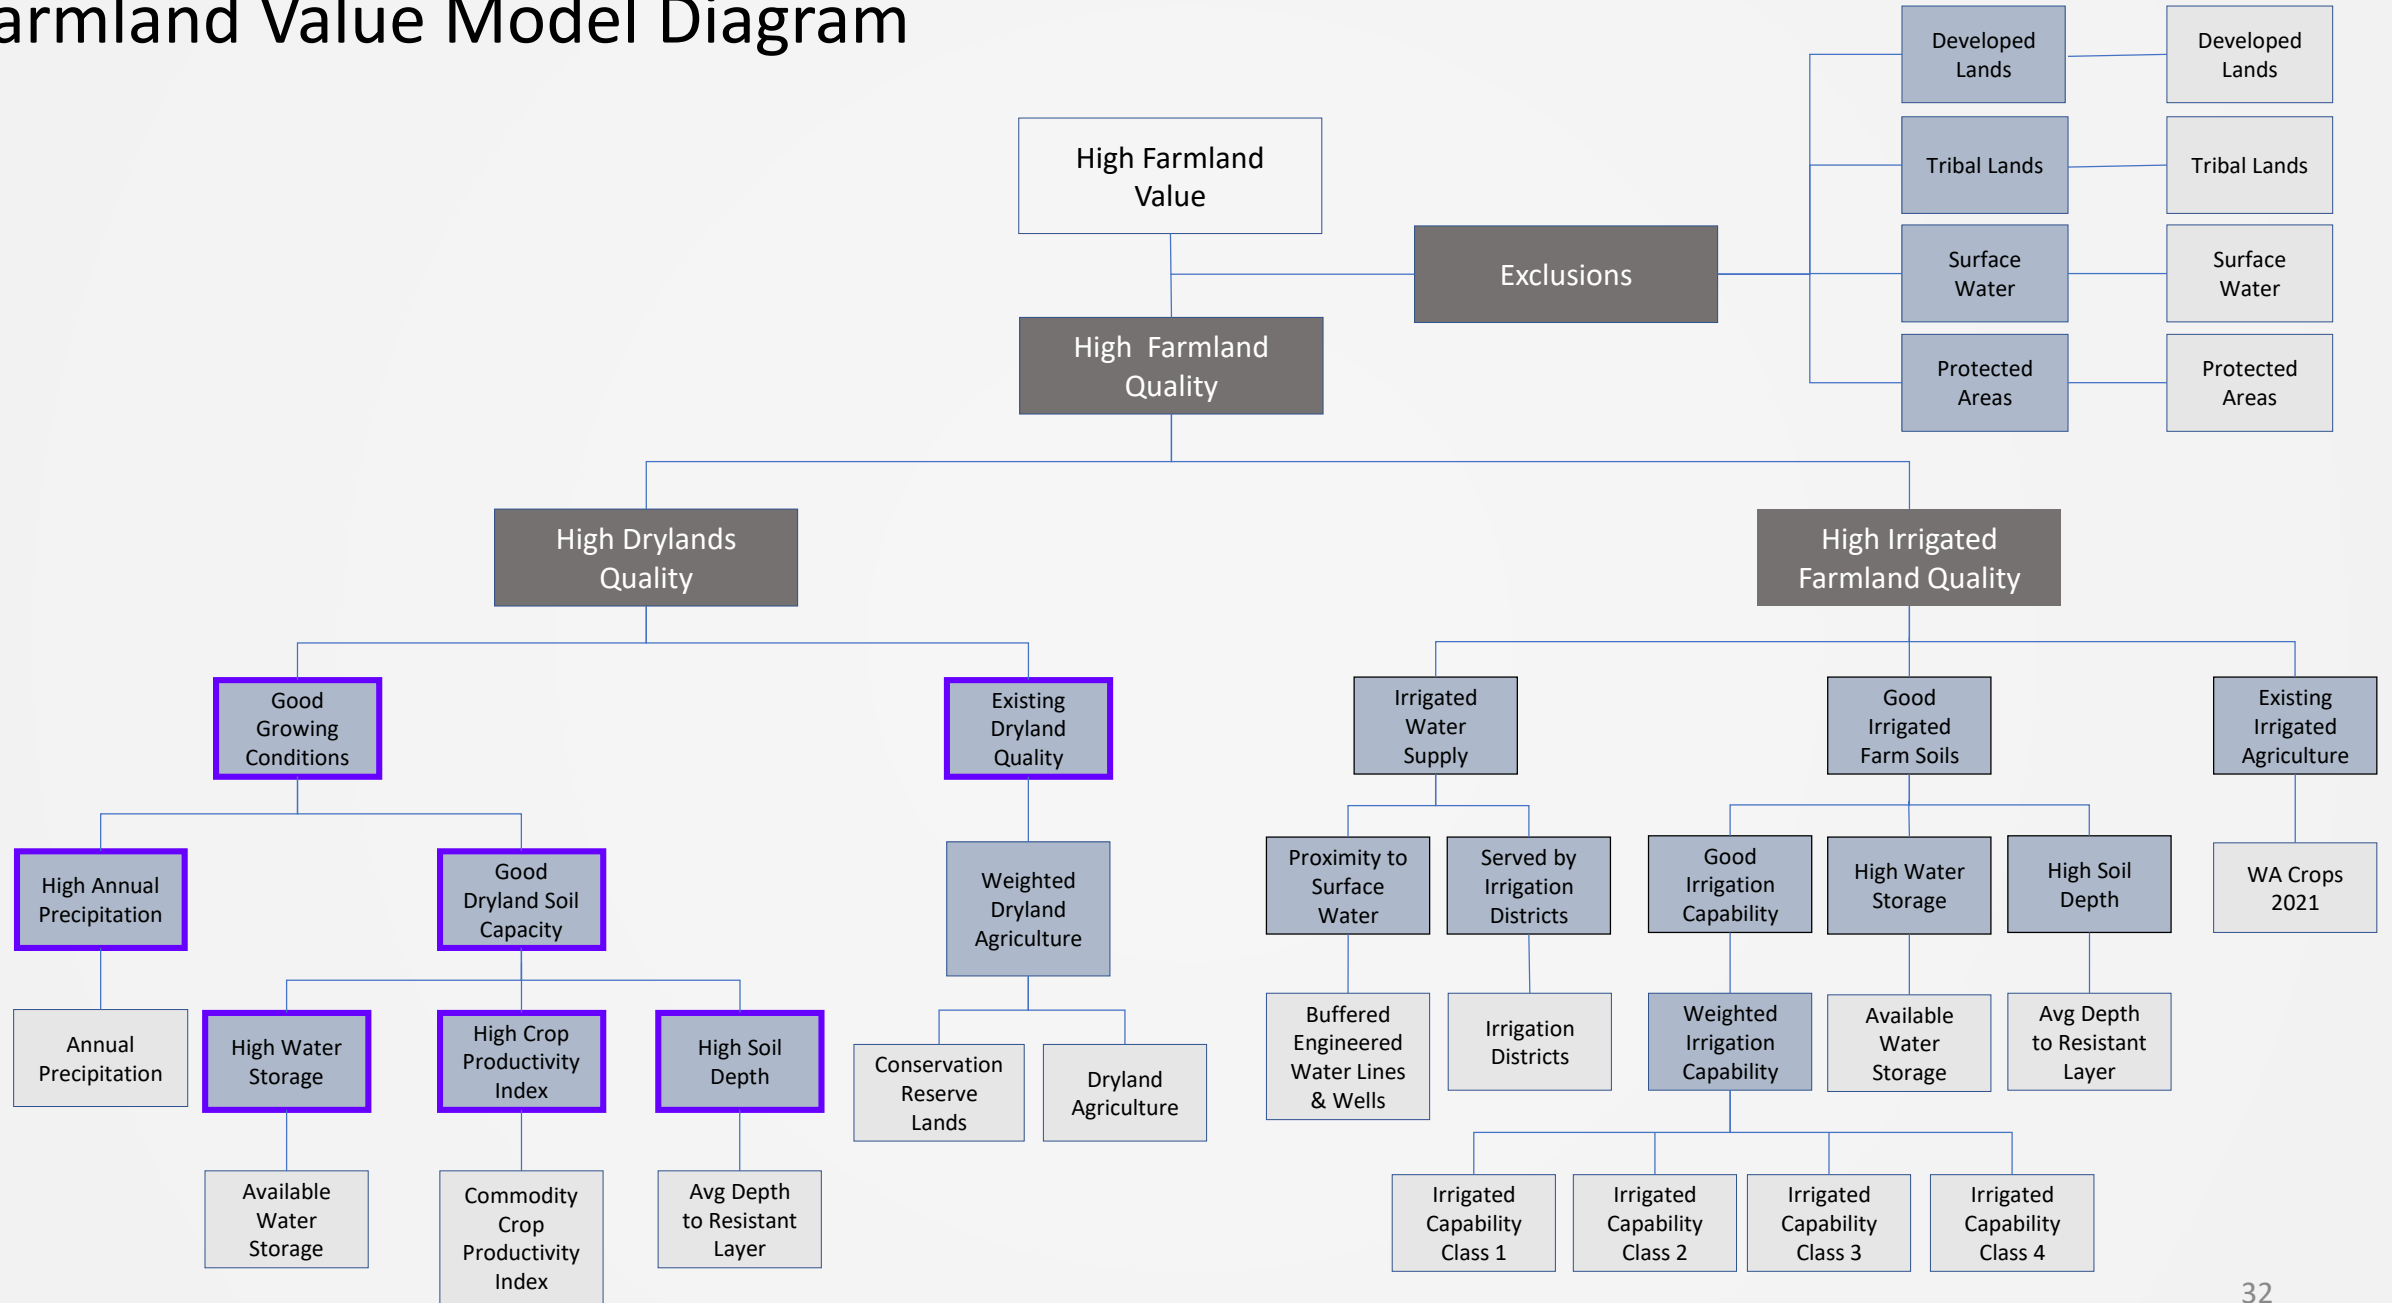 armland Value Model Diagram
Developed
Lands
Developed
Lands
Tribal Lands
Tribal Lands
Surface
Water
Surface
Water
Protected
Areas
Protected
Areas
High Farmland
Value
Exclusions
High  Farmland
Quality
High Drylands
Quality
High Irrigated
Farmland Quality
Good
Growing
Conditions
Existing
Dryland
Quality
Irrigated
Water
Supply
Good
Irrigated
Farm Soils
Existing
Irrigated
Agriculture
High Annual
Precipitation
Good
Dryland Soil
Capacity
Weighted
Dryland
Agriculture
Proximity to
Surface
Water
Served by
Irrigation
Districts
Good
Irrigation
Capability
High Water
Storage
High Soil
Depth
WA Crops
2021
Annual
Precipitation
High Water
Storage
High Crop
Productivity
Index
High Soil
Depth
Conservation
Reserve
Lands
Dryland
Agriculture
Buffered
Engineered
Water Lines
& Wells
Irrigation
Districts
Weighted
Irrigation
Capability
Available
Water
Storage
Avg Depth
to Resistant
Layer
Available
Water
Storage
Commodity
Crop
Productivity
Index
Avg Depth
to Resistant
Layer
Irrigated
Capability
Class 1
Irrigated
Capability
Class 2
Irrigated
Capability
Class 3
Irrigated
Capability
Class 4
32